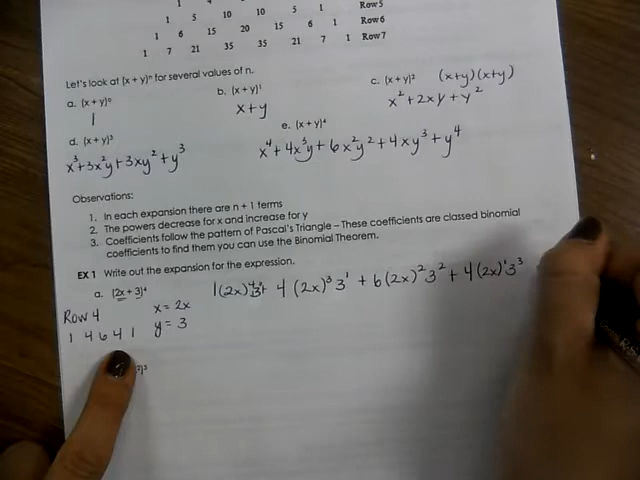 1 5 10 10 5 1 Row5
1 6 15 20 15 6 1 Row6
1 7 21 35 35 21 7 1 Row7
Let's look at (x + y)ⁿ for several values of n.
a. (x + y)⁰ b. (x + y)¹ c. (x + y)² (x+y)(x+y)
1 x+y x²+2xy+y²
d. (x + y)³ e. (x + y)⁴
x³+3x²y+3xy²+y³ x⁴+4x³y+6x²y²+4xy³+y⁴
Observations:
1. In each expansion there are n + 1 terms
2. The powers decrease for x and increase for y
3. Coefficients follow the pattern of Pascal's Triangle – These coefficients are classed binomial
coefficients to find them you can use the Binomial Theorem.
EX 1 Write out the expansion for the expression.
a. (2x + 3)⁴ 1(2x)⁴3⁰+ 4(2x)³3¹ + 6(2x)²3² + 4(2x)¹3³
Row 4 x = 2x
1 4 6 4 1 y = 3